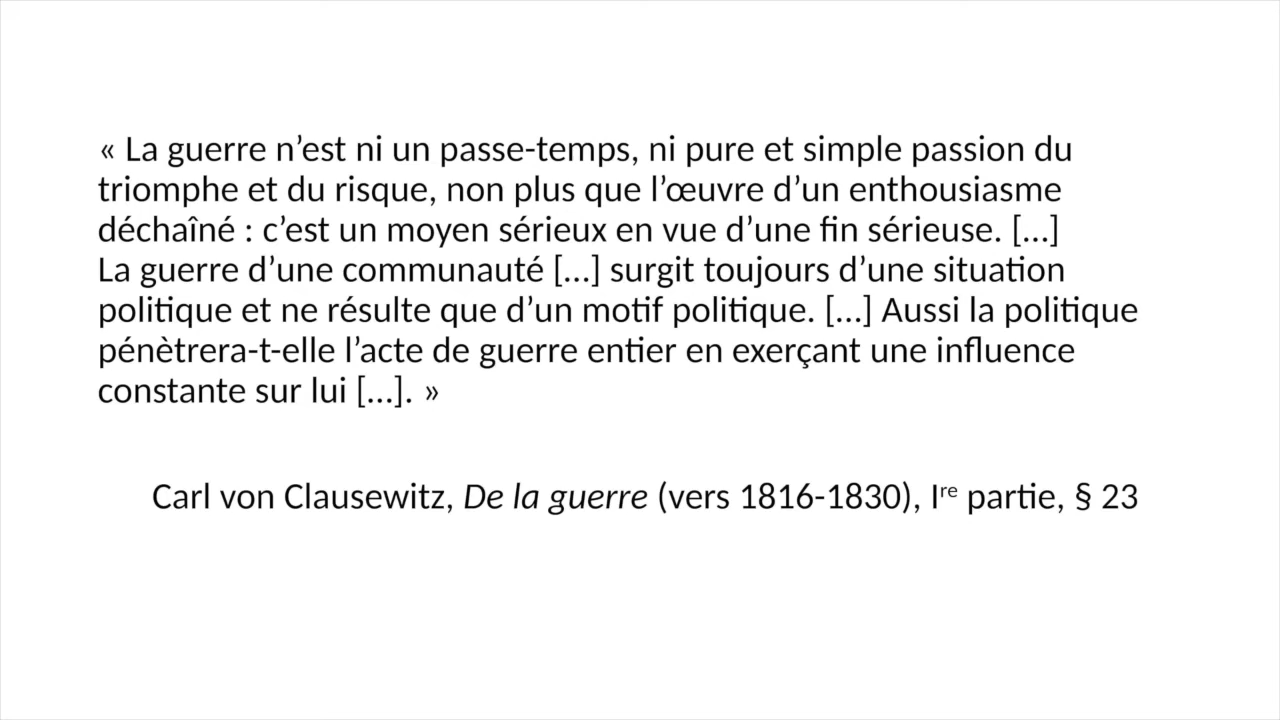 « La guerre n’est ni un passe-temps, ni pure et simple passion du
triomphe et du risque, non plus que l’œuvre d’un enthousiasme
déchaîné : c’est un moyen sérieux en vue d’une fin sérieuse. [...]
La guerre d’une communauté [...] surgit toujours d’une situation
politique et ne résulte que d’un motif politique. [...] Aussi la politique
pénètrera-t-elle l’acte de guerre entier en exerçant une influence
constante sur lui [...]. »
Carl von Clausewitz, De la guerre (vers 1816-1830), Iʳᵉ partie, § 23